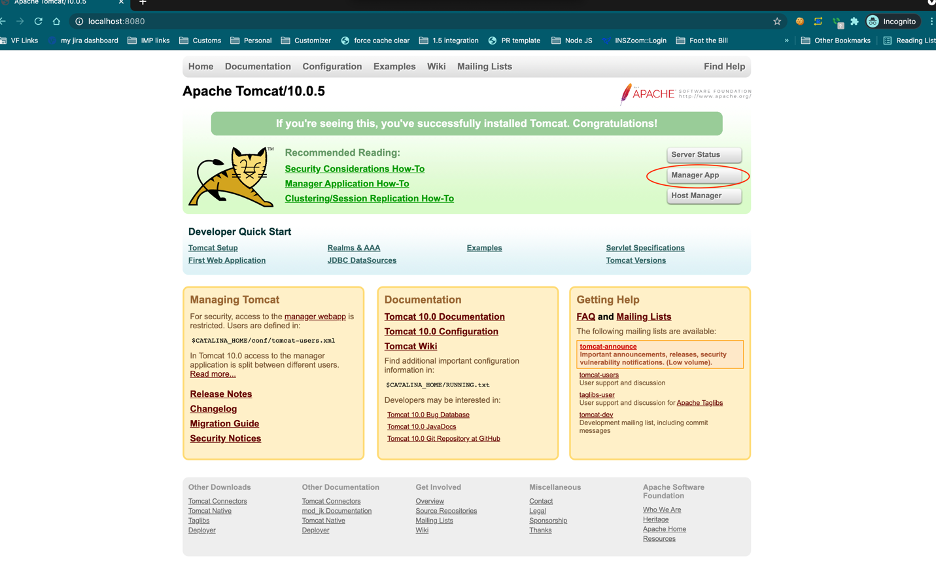 Apache Tomcat/10.0.5
localhost:8080
Incognito
VF Links
my jira dashboard
IMP links
Customs
Personal
Customizer
force cache clear
1.5 integration
PR template
Node JS
INSZoom::Login
Foot the Bill
»
Other Bookmarks
Reading List
Home Documentation Configuration Examples Wiki Mailing Lists Find Help
Apache Tomcat/10.0.5
APACHE SOFTWARE FOUNDATION
http://www.apache.org/
If you're seeing this, you've successfully installed Tomcat. Congratulations!
TM
Recommended Reading:
Security Considerations How-To
Manager Application How-To
Clustering/Session Replication How-To
Server Status
Manager App
Host Manager
Developer Quick Start
Tomcat Setup
First Web Application
Realms & AAA
JDBC DataSources
Examples
Servlet Specifications
Tomcat Versions
Managing Tomcat
For security, access to the manager webapp is
restricted. Users are defined in:
$CATALINA_HOME/conf/tomcat-users.xml
In Tomcat 10.0 access to the manager
application is split between different users.
Read more...
Release Notes
Changelog
Migration Guide
Security Notices
Documentation
Tomcat 10.0 Documentation
Tomcat 10.0 Configuration
Tomcat Wiki
Find additional important configuration
information in:
$CATALINA_HOME/RUNNING.txt
Developers may be interested in:
Tomcat 10.0 Bug Database
Tomcat 10.0 JavaDocs
Tomcat 10.0 Git Repository at GitHub
Getting Help
FAQ and Mailing Lists
The following mailing lists are available:
tomcat-announce
Important announcements, releases, security
vulnerability notifications. (Low volume).
tomcat-users
User support and discussion
taglibs-user
User support and discussion for Apache Taglibs
tomcat-dev
Development mailing list, including commit
messages
Other Downloads
Tomcat Connectors
Tomcat Native
Taglibs
Deployer
Other Documentation
Tomcat Connectors
mod_jk Documentation
Tomcat Native
Deployer
Get Involved
Overview
Source Repositories
Mailing Lists
Wiki
Miscellaneous
Contact
Legal
Sponsorship
Thanks
Apache Software
Foundation
Who We Are
Heritage
Apache Home
Resources